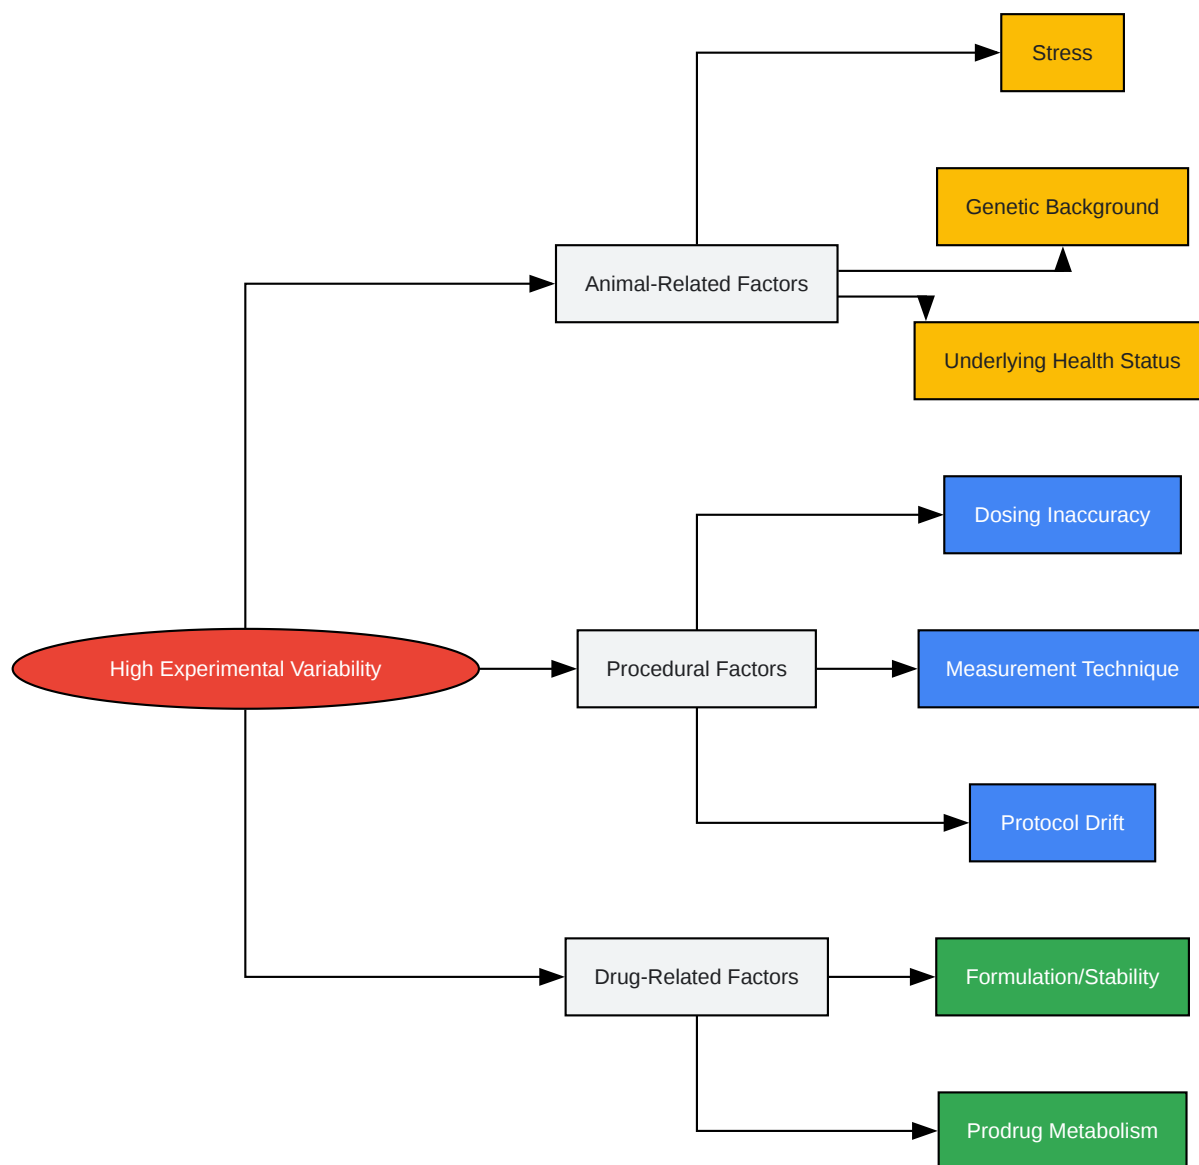 Stress
Genetic Background
Animal-Related Factors
Underlying Health Status
Dosing Inaccuracy
High Experimental Variability
Procedural Factors
Measurement Technique
Protocol Drift
Drug-Related Factors
Formulation/Stability
Prodrug Metabolism